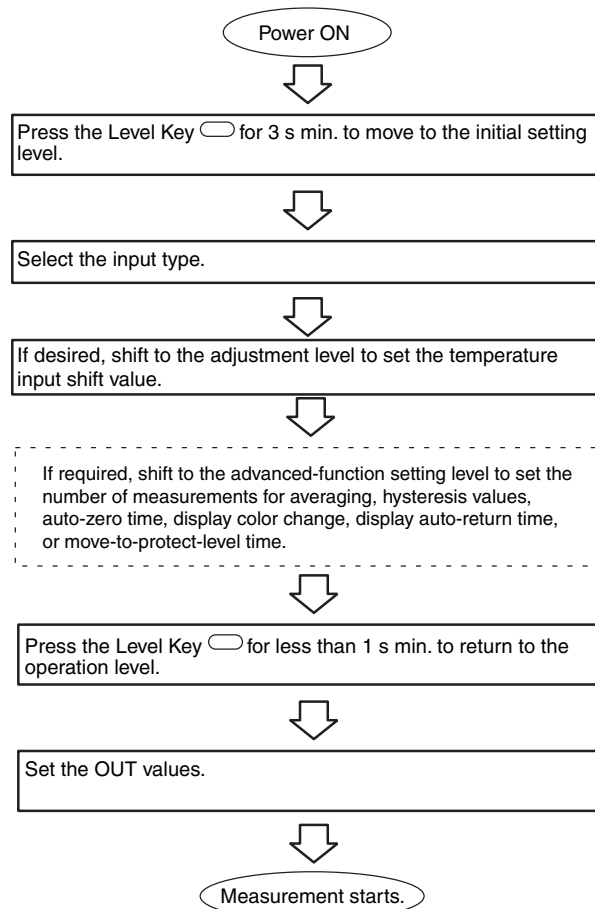 Power ON
Press the Level Key for 3 s min. to move to the initial setting
level.
Select the input type.
If desired, shift to the adjustment level to set the temperature
input shift value.
If required, shift to the advanced-function setting level to set the
number of measurements for averaging, hysteresis values,
auto-zero time, display color change, display auto-return time,
or move-to-protect-level time.
Press the Level Key for less than 1 s min. to return to the
operation level.
Set the OUT values.
Measurement starts.